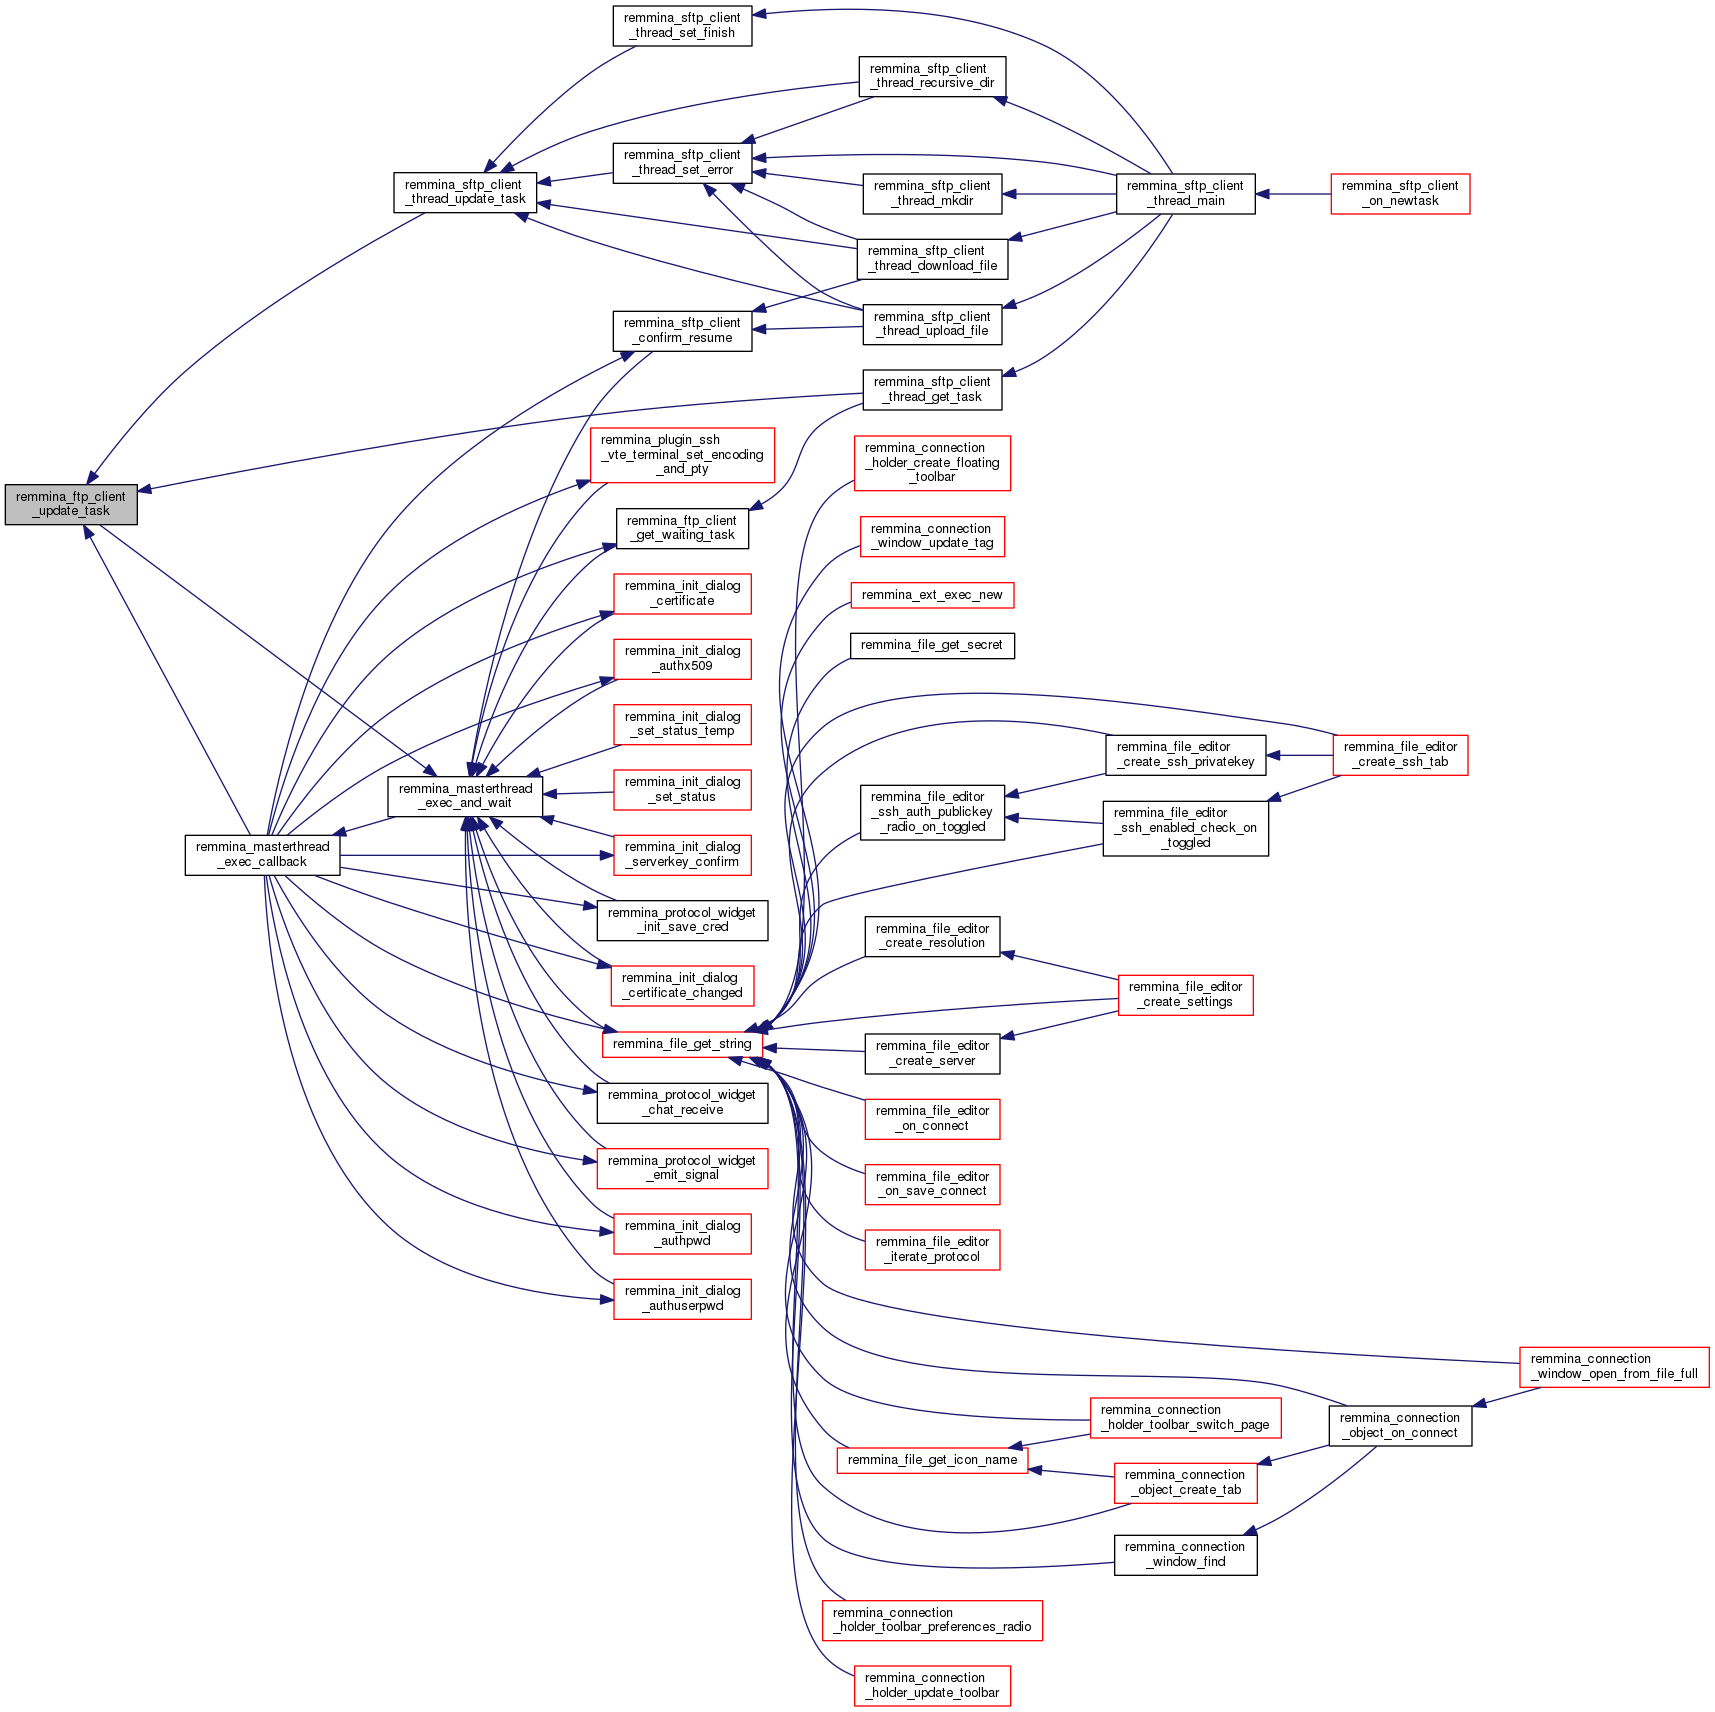 remmina_sftp_client
_thread_set_finish
remmina_sftp_client
_thread_recursive_dir
remmina_sftp_client
_thread_set_error
remmina_sftp_client
_thread_update_task
remmina_sftp_client
_thread_mkdir
remmina_sftp_client
_thread_main
remmina_sftp_client
_on_newtask
remmina_sftp_client
_thread_download_file
remmina_sftp_client
_confirm_resume
remmina_sftp_client
_thread_upload_file
remmina_sftp_client
_thread_get_task
remmina_plugin_ssh
_vte_terminal_set_encoding
_and_pty
remmina_connection
_holder_create_floating
_toolbar
remmina_ftp_client
_update_task
remmina_ftp_client
_get_waiting_task
remmina_connection
_window_update_tag
remmina_init_dialog
_certificate
remmina_ext_exec_new
remmina_init_dialog
_authx509
remmina_file_get_secret
remmina_init_dialog
_set_status_temp
remmina_file_editor
_create_ssh_privatekey
remmina_file_editor
_create_ssh_tab
remmina_masterthread
_exec_and_wait
remmina_init_dialog
_set_status
remmina_file_editor
_ssh_auth_publickey
_radio_on_toggled
remmina_file_editor
_ssh_enabled_check_on
_toggled
remmina_masterthread
_exec_callback
remmina_init_dialog
_serverkey_confirm
remmina_protocol_widget
_init_save_cred
remmina_file_editor
_create_resolution
remmina_init_dialog
_certificate_changed
remmina_file_editor
_create_settings
remmina_file_get_string
remmina_file_editor
_create_server
remmina_protocol_widget
_chat_receive
remmina_file_editor
_on_connect
remmina_protocol_widget
_emit_signal
remmina_file_editor
_on_save_connect
remmina_init_dialog
_authpwd
remmina_file_editor
_iterate_protocol
remmina_init_dialog
_authuserpwd
remmina_connection
_window_open_from_file_full
remmina_connection
_holder_toolbar_switch_page
remmina_connection
_object_on_connect
remmina_file_get_icon_name
remmina_connection
_object_create_tab
remmina_connection
_window_find
remmina_connection
_holder_toolbar_preferences_radio
remmina_connection
_holder_update_toolbar